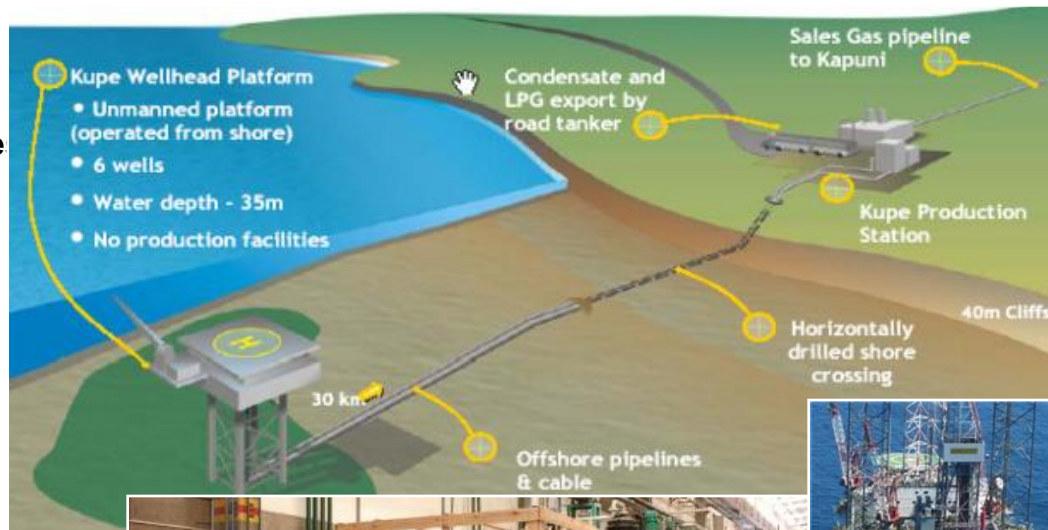 Kupe Wellhead Platform
• Unmanned platform
(operated from shore)
• 6 wells
• Water depth - 35m
• No production facilities
Condensate and
LPG export by
road tanker
Sales Gas pipeline
to Kapuni
Kupe Production
Station
40m Cliffs
Horizontally
drilled shore
crossing
H
30 km
Offshore pipelines
& cable